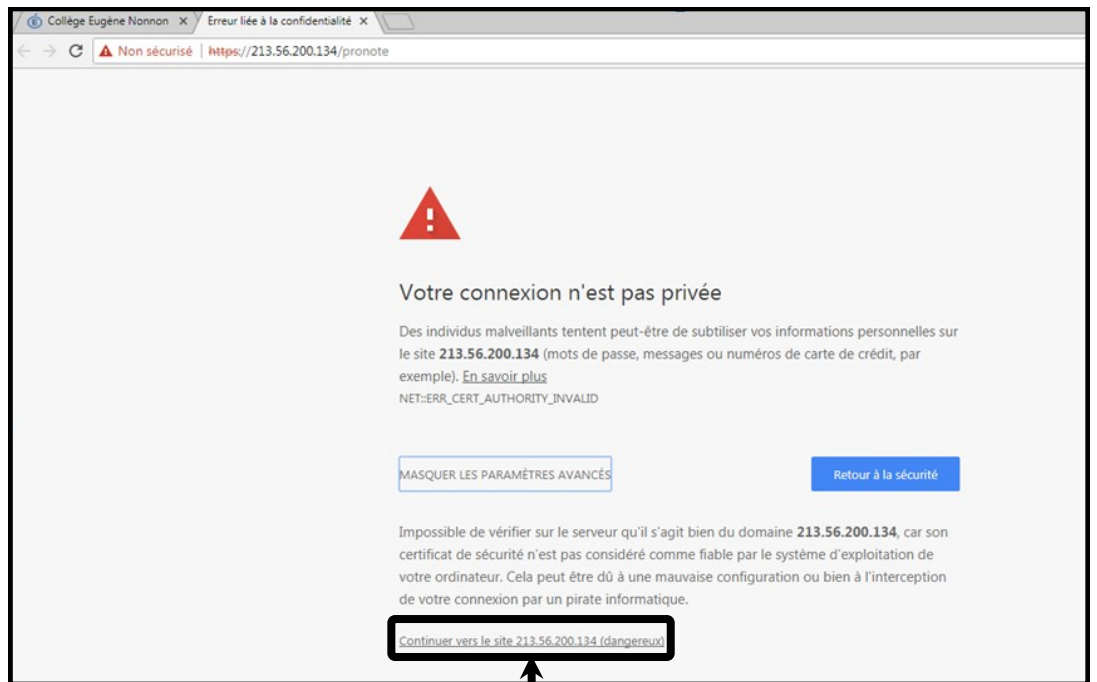 Collège Eugène Nonnon
Erreur liée à la confidentialité
Non sécurisé | https://213.56.200.134/pronote
Votre connexion n'est pas privée
Des individus malveillants tentent peut-être de subtiliser vos informations personnelles sur
le site 213.56.200.134 (mots de passe, messages ou numéros de carte de crédit, par
exemple). En savoir plus
NET::ERR_CERT_AUTHORITY_INVALID
MASQUER LES PARAMÈTRES AVANCÉS
Retour à la sécurité
Impossible de vérifier sur le serveur qu'il s'agit bien du domaine 213.56.200.134, car son
certificat de sécurité n'est pas considéré comme fiable par le système d'exploitation de
votre ordinateur. Cela peut être dû à une mauvaise configuration ou bien à l'interception
de votre connexion par un pirate informatique.
Continuer vers le site 213.56.200.134 (dangereux)